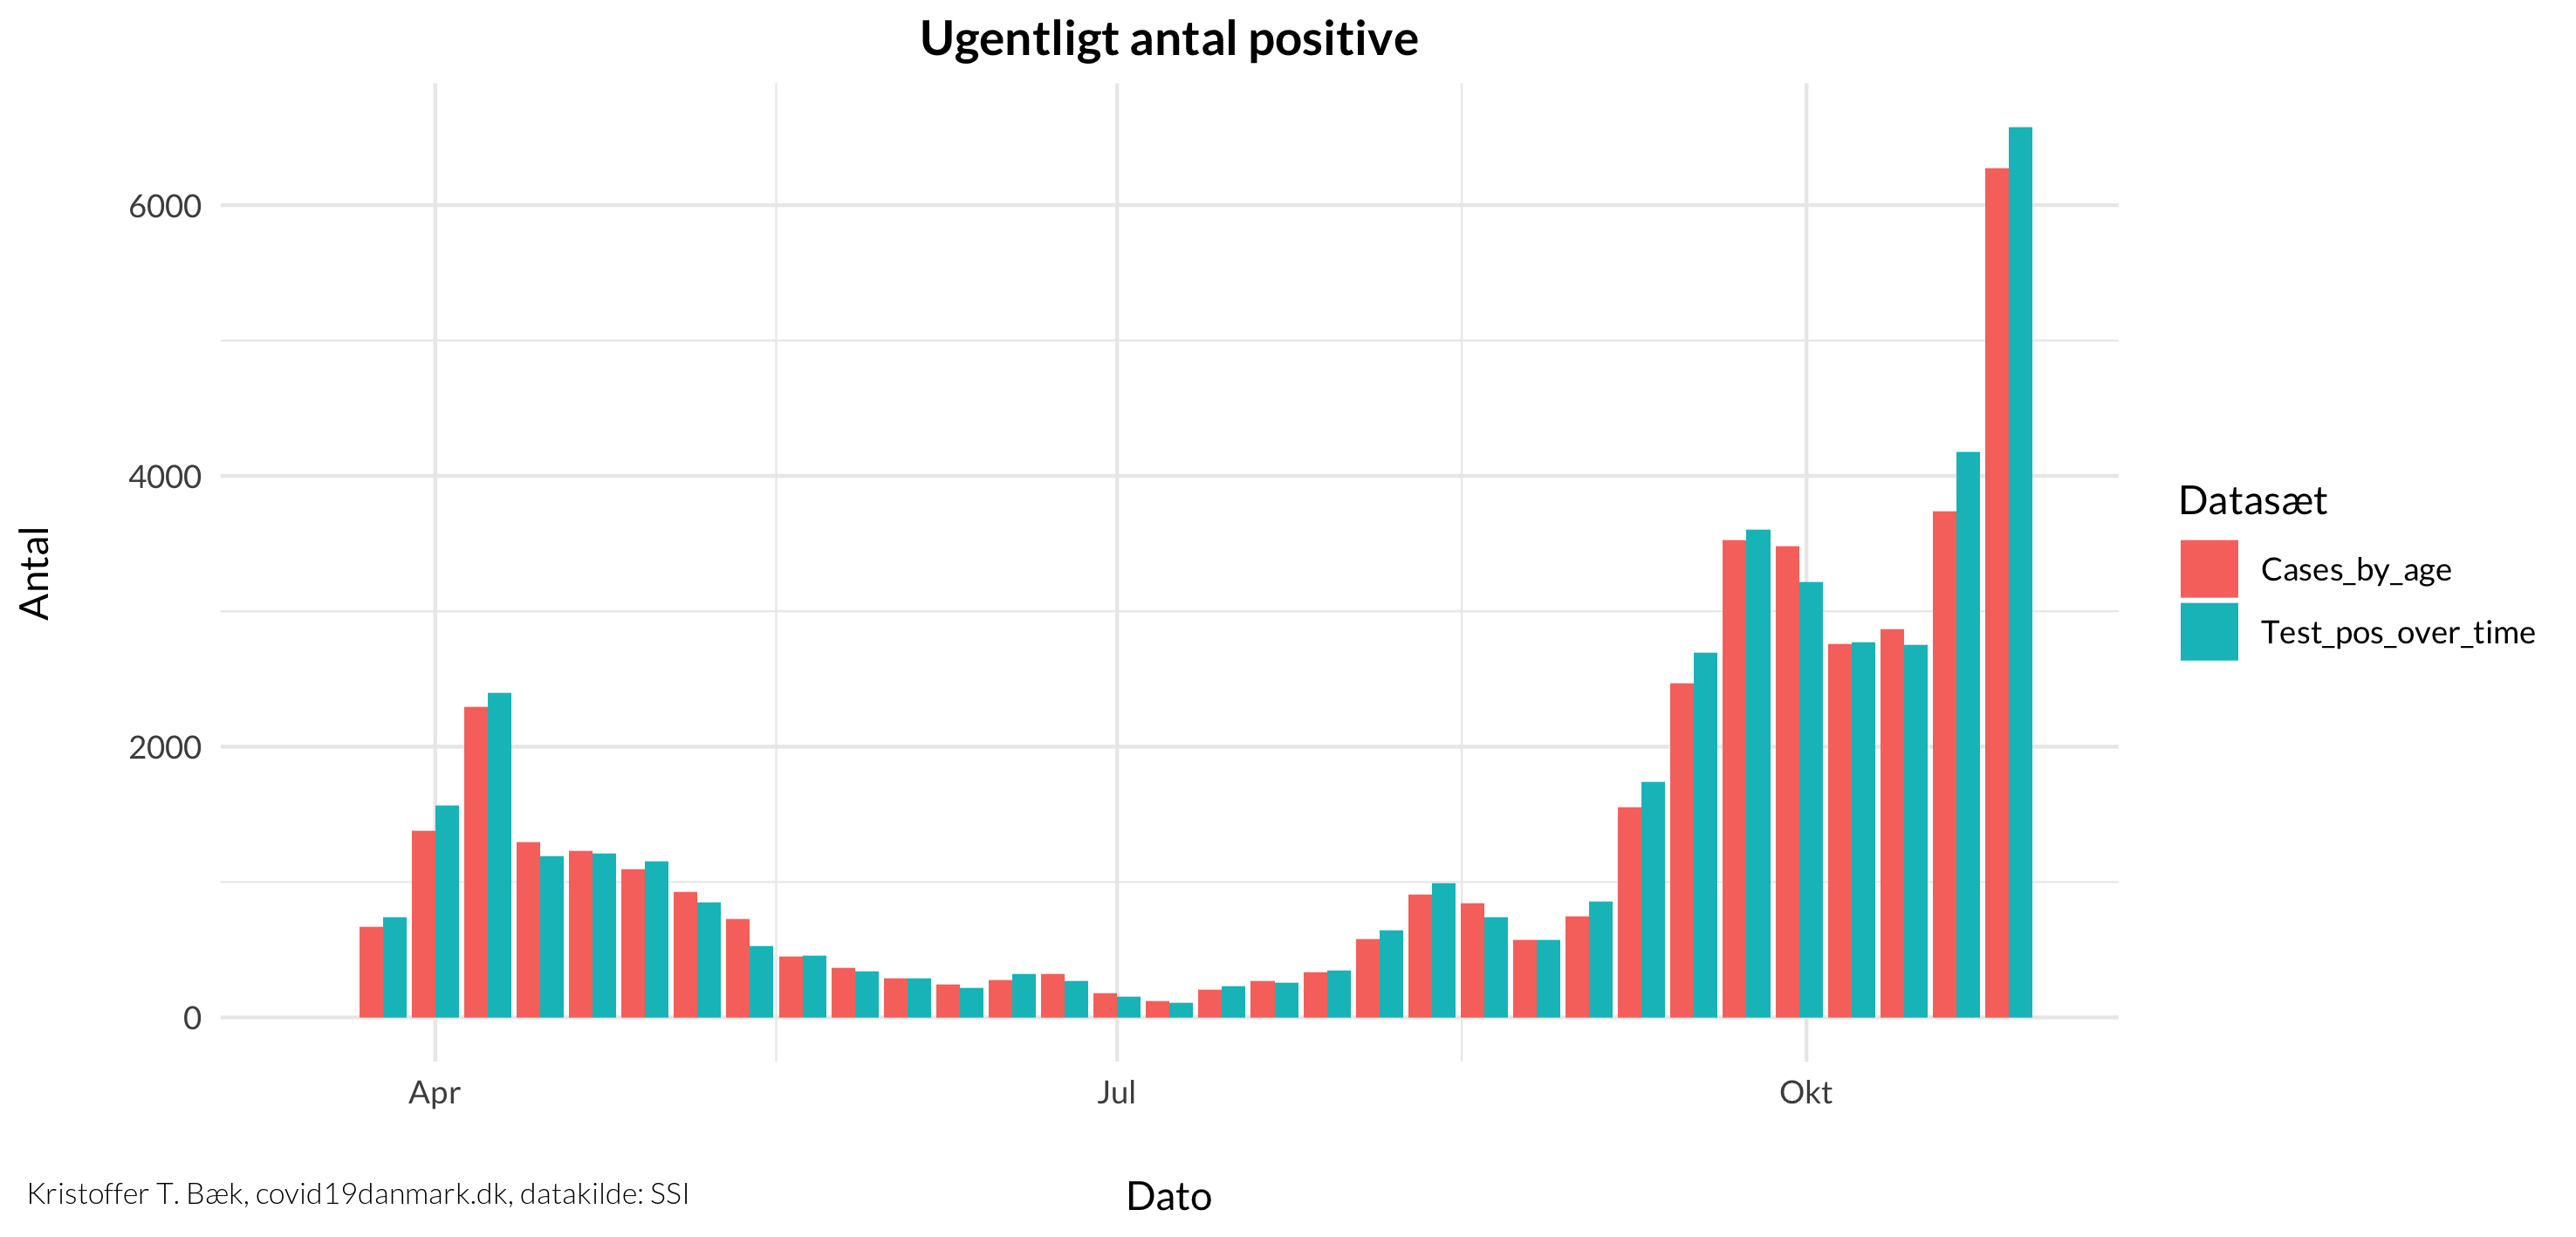 Ugentligt antal positive
Antal
6000
4000
2000
0
Apr
Jul
Okt
Dato
Datasæt
Cases_by_age
Test_pos_over_time
Kristoffer T. Bæk, covid19danmark.dk, datakilde: SSI